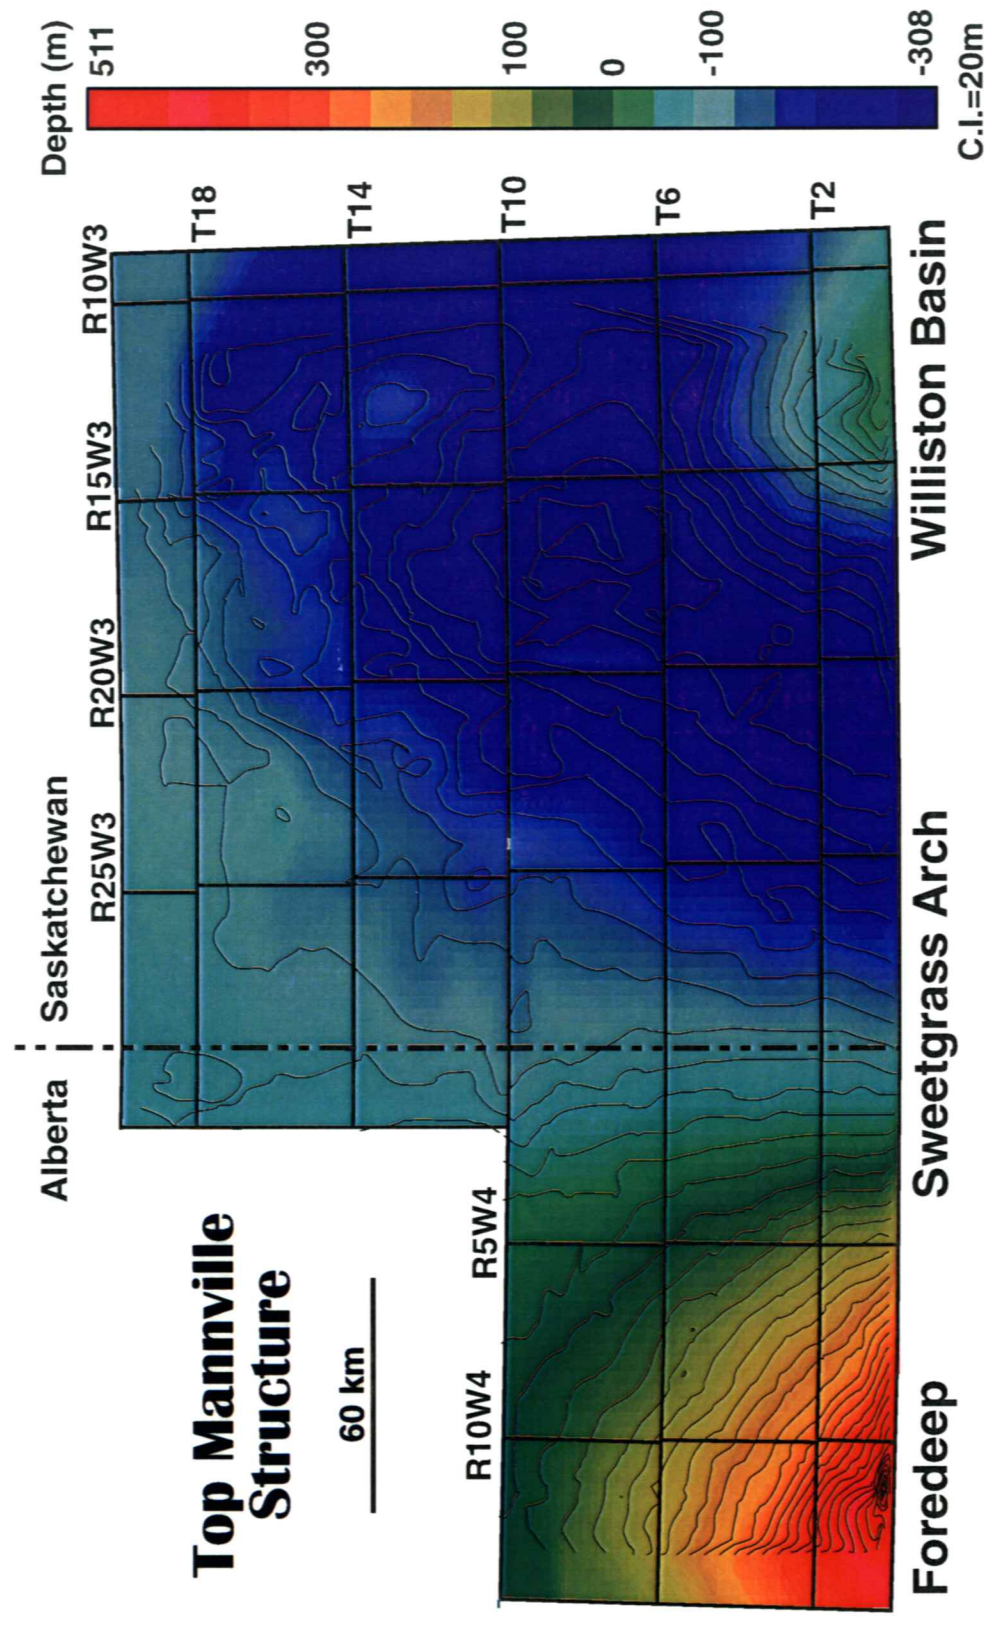 Alberta Saskatchewan
Depth (m)
511
300
100
0
-100
-308
C.I.=20m
Top Mannville
Structure
60 km
R25W3
R20W3
R15W3
R10W3
R10W4
R5W4
T18
T14
T10
T6
T2
Foredeep
Sweetgrass Arch
Williston Basin